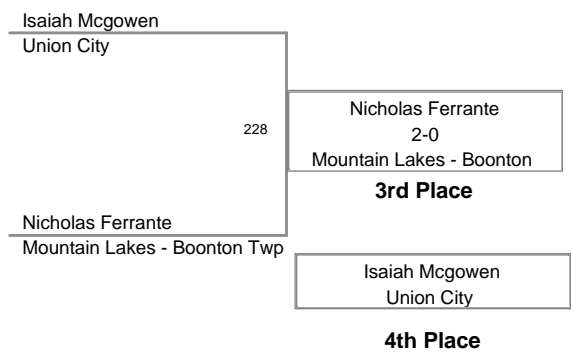 Isaiah Mcgowen
Union City
228
Nicholas Ferrante
2-0
Mountain Lakes - Boonton
3rd Place
Nicholas Ferrante
Mountain Lakes - Boonton Twp
Isaiah Mcgowen
Union City
4th Place